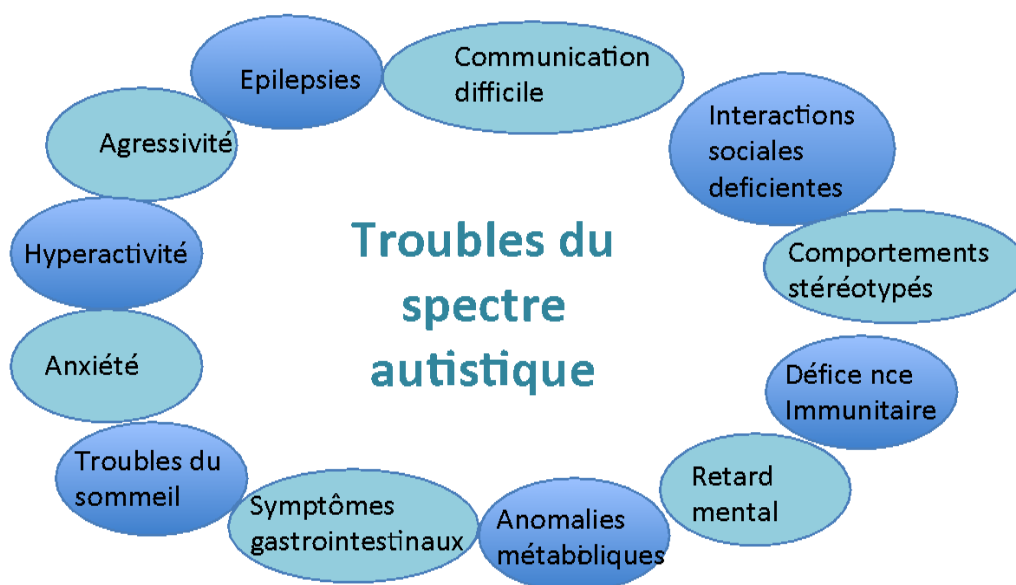 Epilepsies
Communication
difficile
Interactions
sociales
deficientes
Comportements
stéréotypés
Défice nce
Immunitaire
Retard
mental
Anomalies
métaboliques
Symptômes
gastrointestinaux
Troubles du
sommeil
Anxiété
Hyperactivité
Agressivité
Troubles du
spectre
autistique